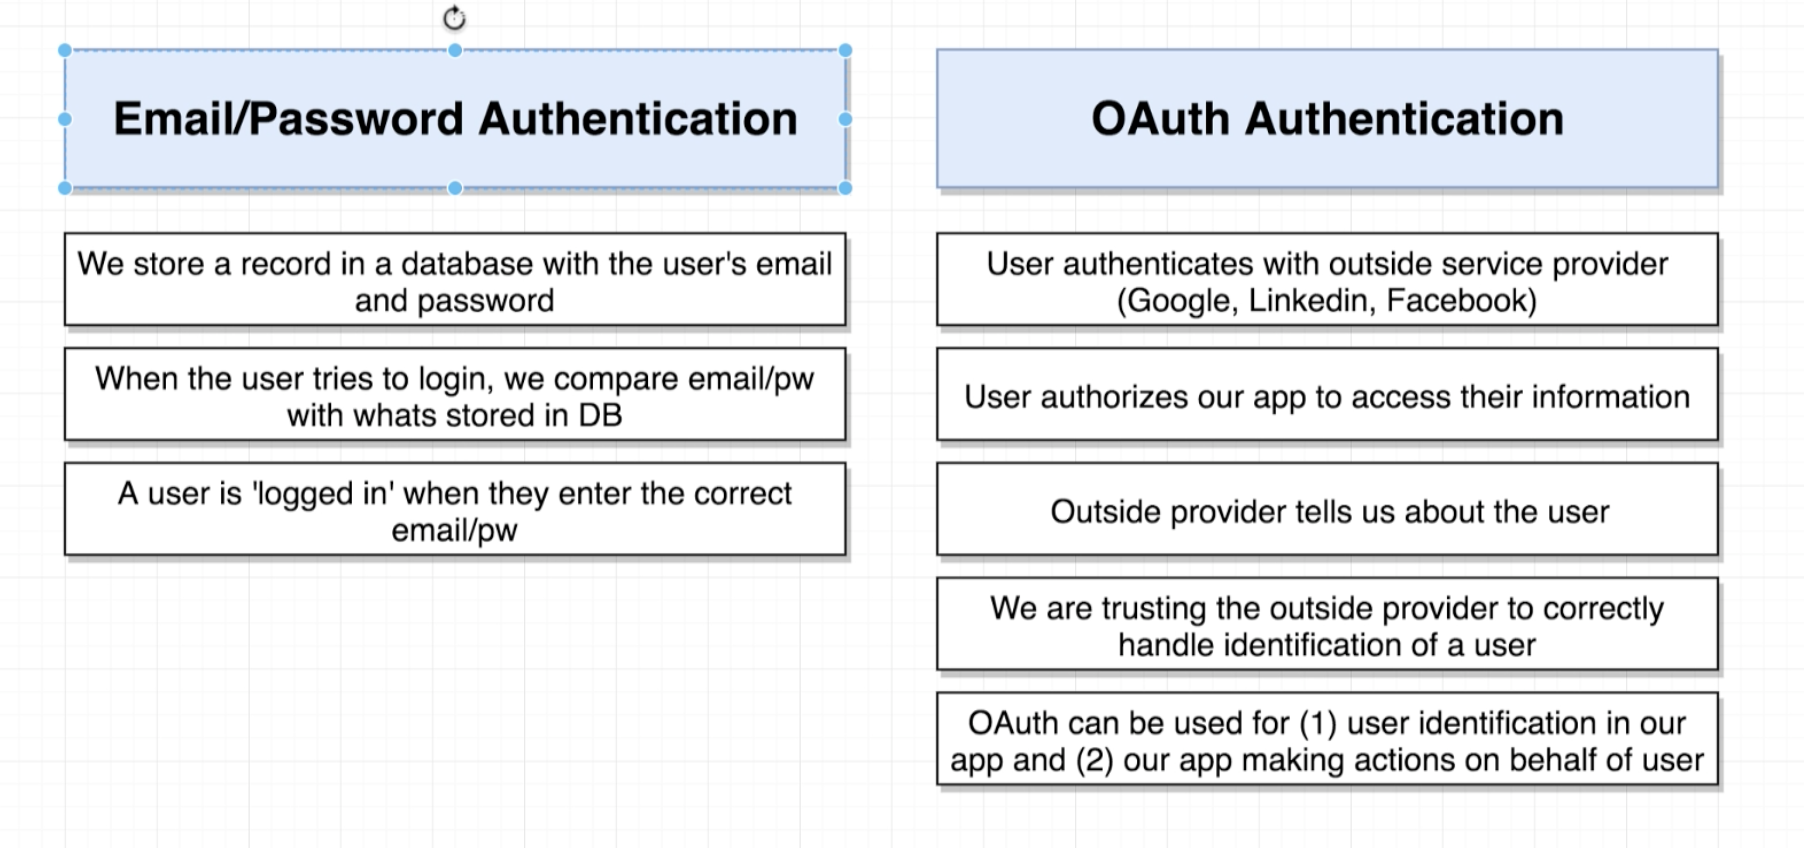 Email/Password Authentication
We store a record in a database with the user's email
and password
When the user tries to login, we compare email/pw
with whats stored in DB
A user is 'logged in' when they enter the correct
email/pw
OAuth Authentication
User authenticates with outside service provider
(Google, Linkedin, Facebook)
User authorizes our app to access their information
Outside provider tells us about the user
We are trusting the outside provider to correctly
handle identification of a user
OAuth can be used for (1) user identification in our
app and (2) our app making actions on behalf of user